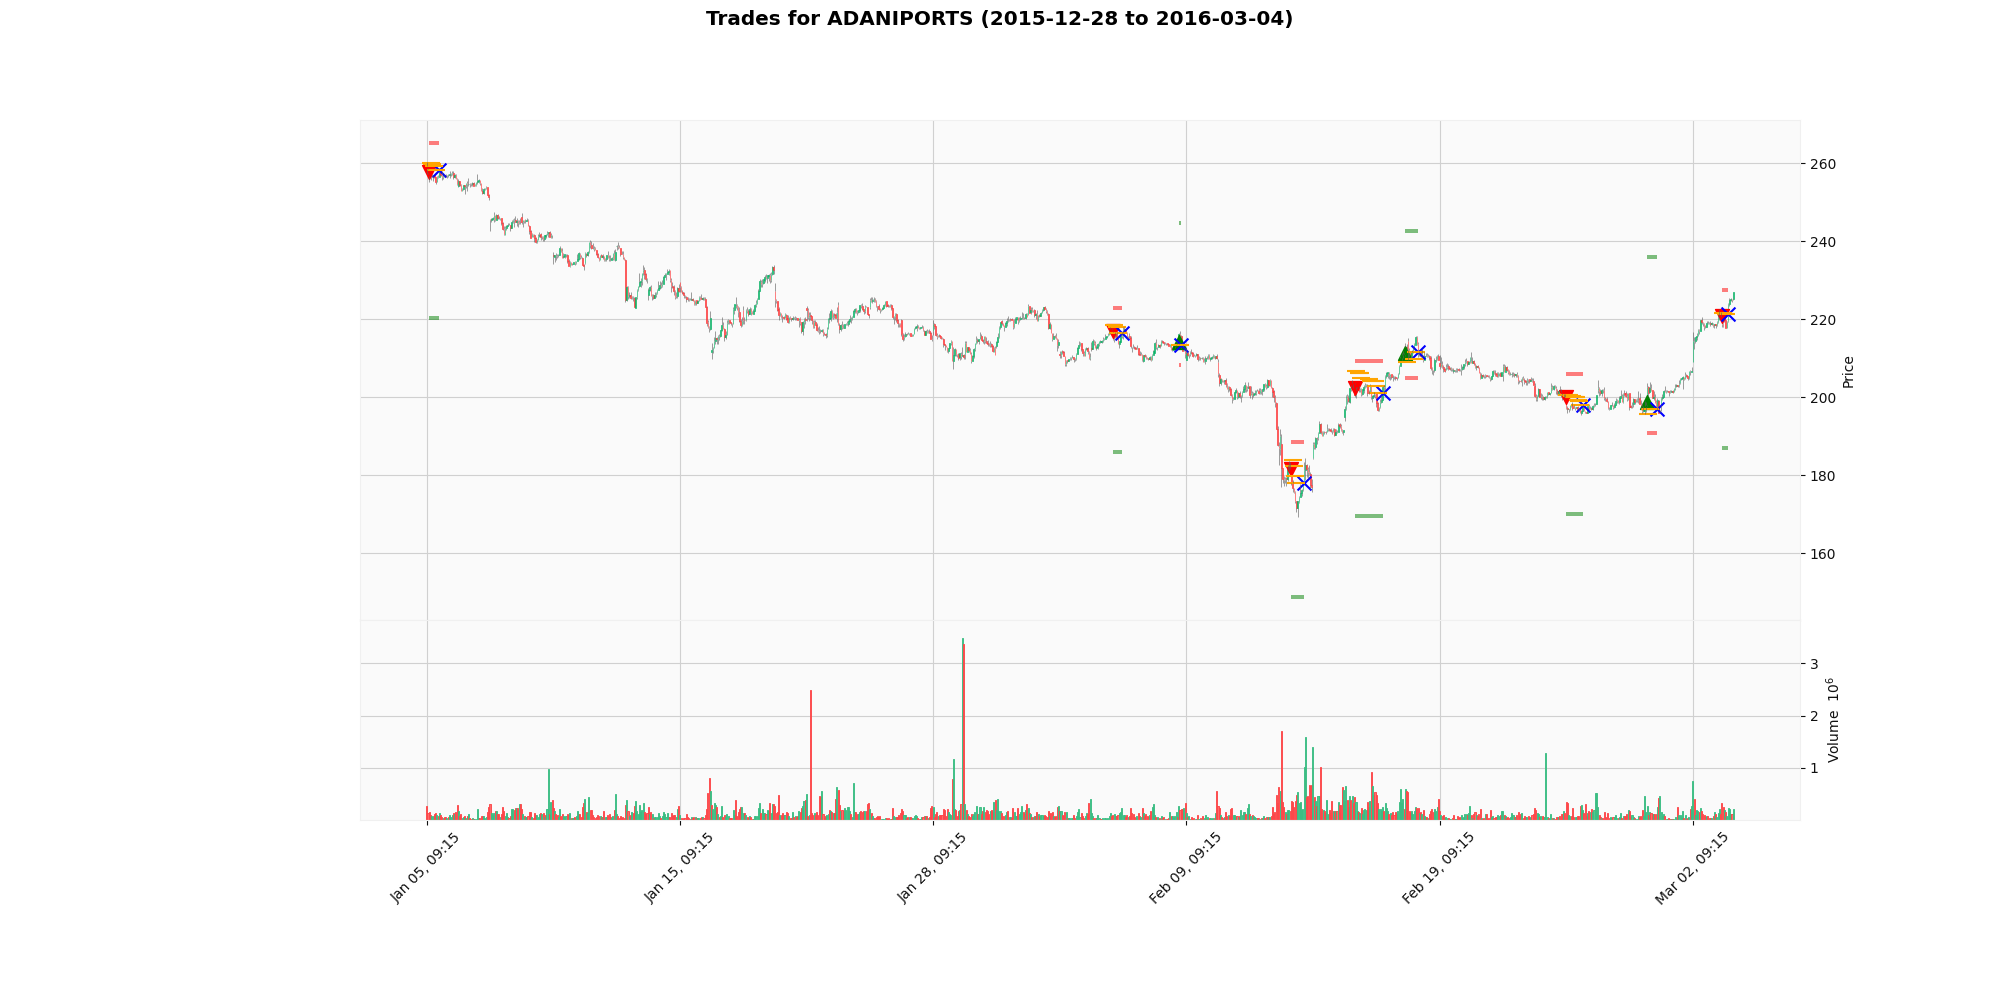 Trades for ADANIPORTS (2015-12-28 to 2016-03-04)
260
240
220
200
180
160
Price
3
2
1
Volume 10^6
Jan 05, 09:15
Jan 15, 09:15
Jan 28, 09:15
Feb 09, 09:15
Feb 19, 09:15
Mar 02, 09:15